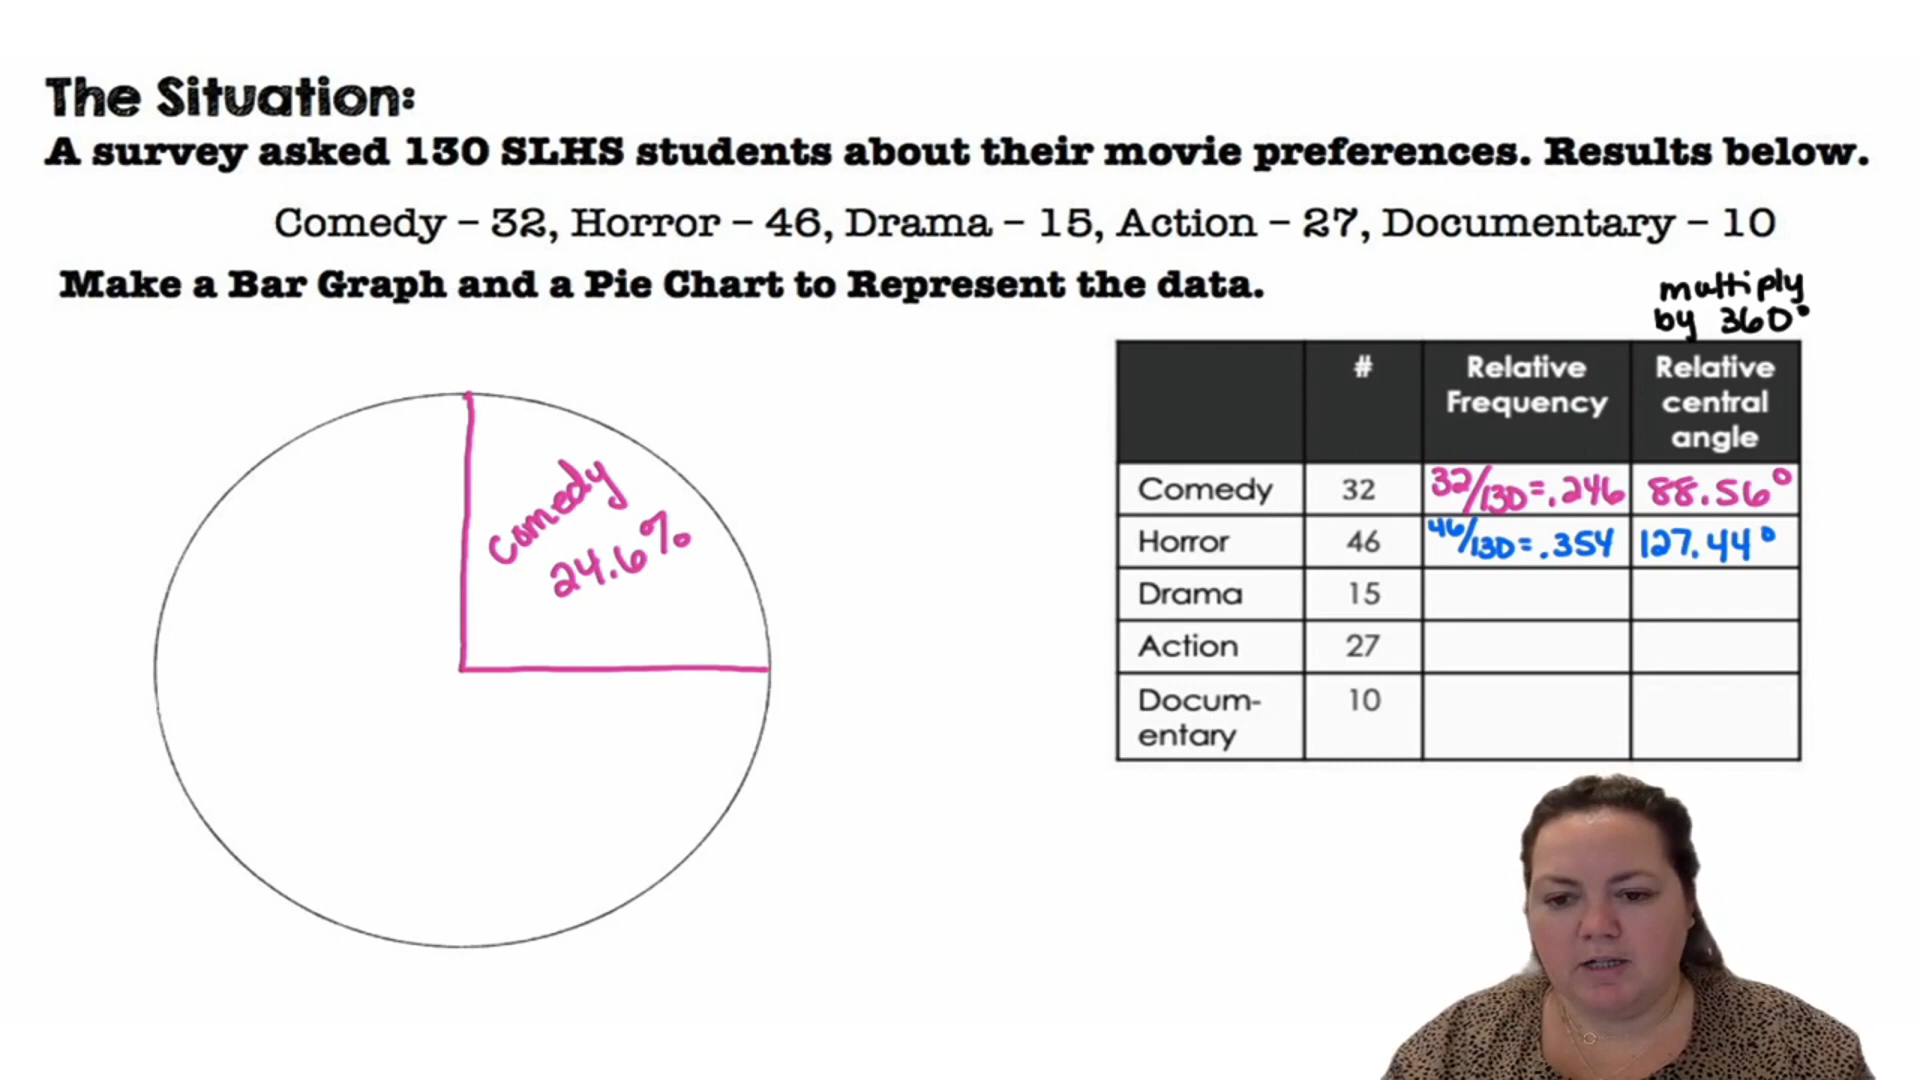 The Situation:
A survey asked 130 SLHS students about their movie preferences. Results below.
Comedy – 32, Horror – 46, Drama – 15, Action – 27, Documentary – 10
Make a Bar Graph and a Pie Chart to Represent the data.
multiply
by 360°
# Relative Frequency Relative central angle
Comedy 32 32/130=.246 88.56°
Horror 46 46/130=.354 127.44°
Drama 15
Action 27
Docum-
entary 10
Comedy
24.6%